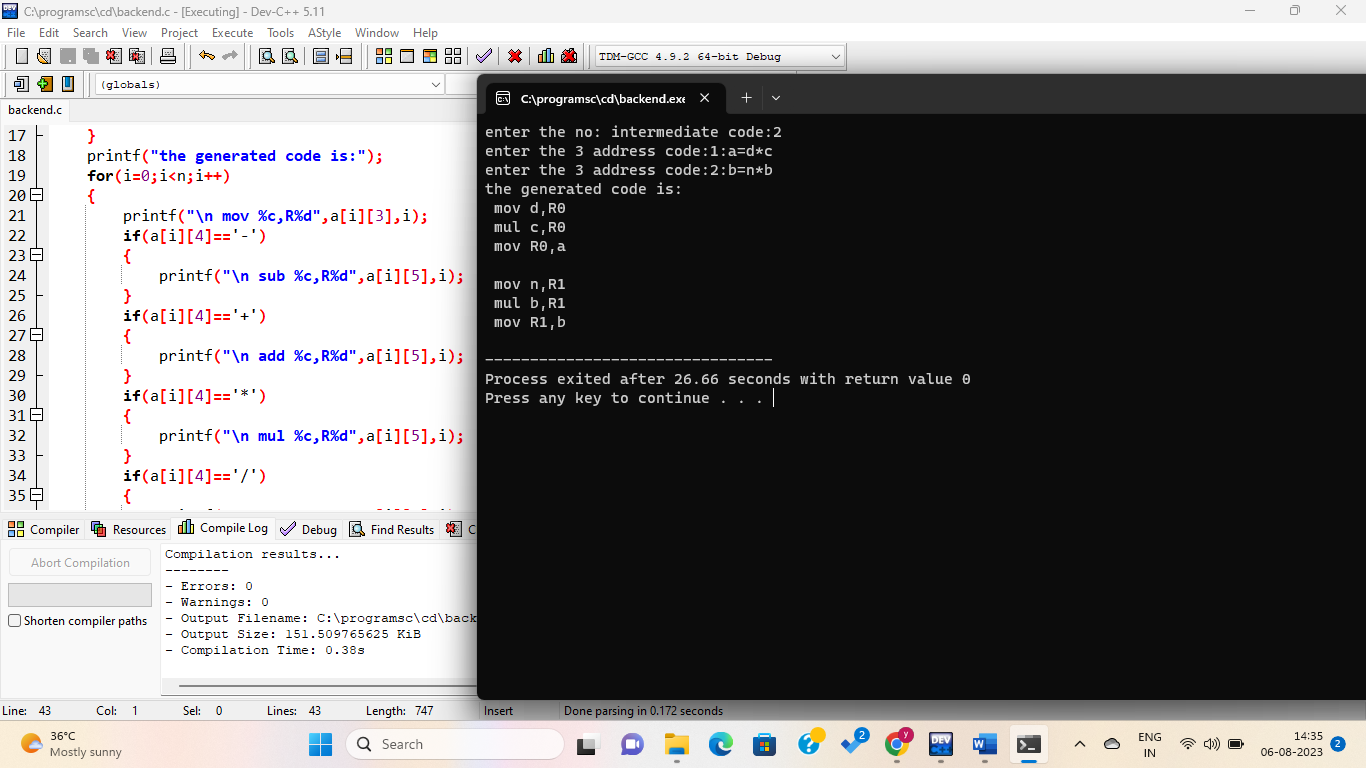 C:\programsc\cd\backend.c - [Executing] - Dev-C++ 5.11
File Edit Search View Project Execute Tools AStyle Window Help
TDM-GCC 4.9.2 64-bit Debug
(globals)
backend.c
17 }
18 printf("the generated code is:");
19 for(i=0;i<n;i++)
20 {
21 printf("\n mov %c,R%d",a[i][3],i);
22 if(a[i][4]=='-')
23 {
24 printf("\n sub %c,R%d",a[i][5],i);
25 }
26 if(a[i][4]=='+')
27 {
28 printf("\n add %c,R%d",a[i][5],i);
29 }
30 if(a[i][4]=='*')
31 {
32 printf("\n mul %c,R%d",a[i][5],i);
33 }
34 if(a[i][4]=='/')
35 {
C:\programsc\cd\backend.exe
enter the no: intermediate code:2
enter the 3 address code:1:a=d*c
enter the 3 address code:2:b=n*b
the generated code is:
mov d,R0
mul c,R0
mov R0,a
mov n,R1
mul b,R1
mov R1,b
--------------------------------
Process exited after 26.66 seconds with return value 0
Press any key to continue . . .
Compiler Resources Compile Log Debug Find Results C
Abort Compilation
Shorten compiler paths
Compilation results...
--------
- Errors: 0
- Warnings: 0
- Output Filename: C:\programsc\cd\back
- Output Size: 151.509765625 KiB
- Compilation Time: 0.38s
Line: 43 Col: 1 Sel: 0 Lines: 43 Length: 747 Insert Done parsing in 0.172 seconds
36°C
Mostly sunny
Search
DEV
2
y
DEV
ENG
IN
14:35
06-08-2023
2